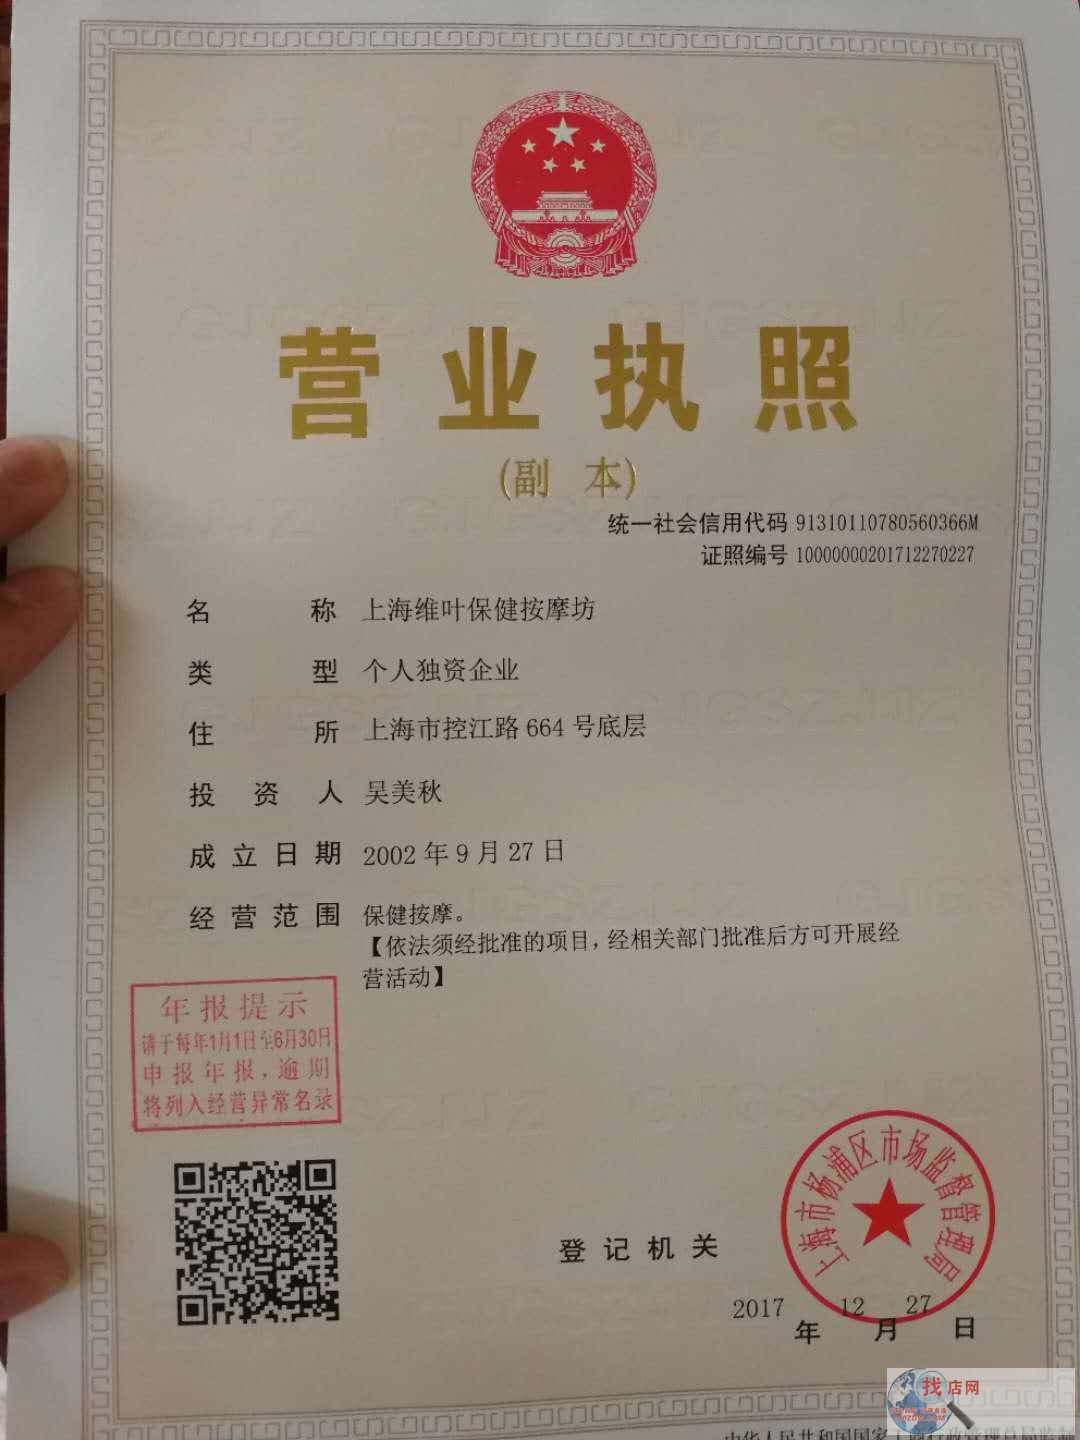 营业执照
(副 本)
统一社会信用代码 91310110780560366M
证照编号 10000000201712270227
名称 上海维叶保健按摩坊
类型 个人独资企业
住所 上海市控江路664号底层
投资人 吴美秋
成立日期 2002年9月27日
经营范围 保健按摩。
【依法须经批准的项目,经相关部门批准后方可开展经
营活动】
年报提示
请于每年1月1日至6月30日
申报年报,逾期
将列入经营异常名录
登记机关
上海市杨浦区市场监督管理局
2017年12月27日
找店网